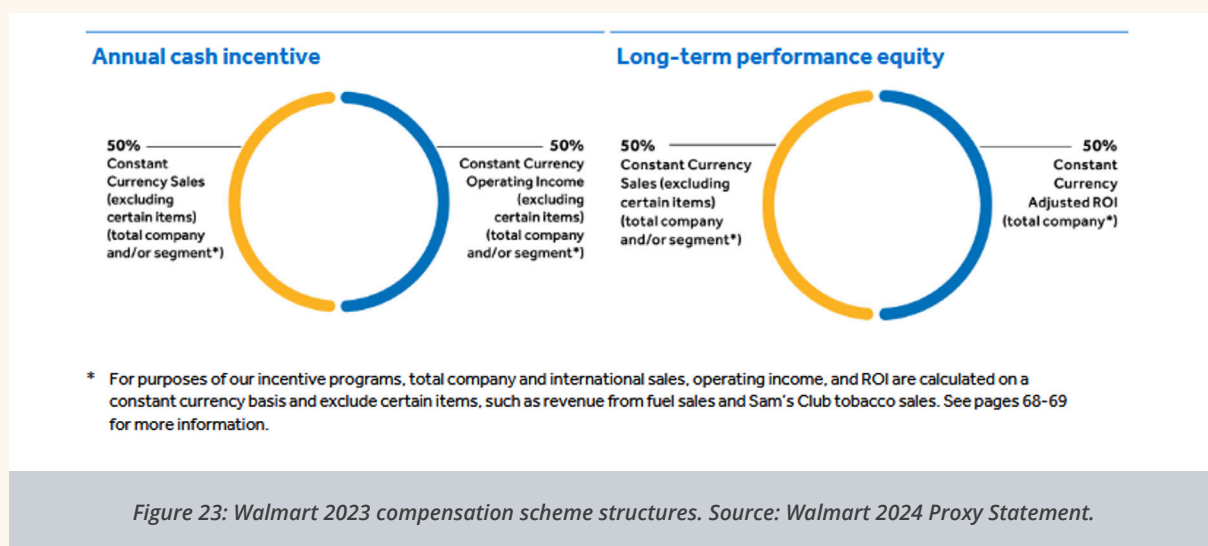 Annual cash incentive
50%
Constant
Currency Sales
(excluding
certain items)
(total company
and/or segment*)
50%
Constant Currency
Operating Income
(excluding
certain items)
(total company
and/or segment*)
Long-term performance equity
50%
Constant Currency
Sales (excluding
certain items)
(total company
and/or segment*)
50%
Constant
Currency
Adjusted ROI
(total company*)
* For purposes of our incentive programs, total company and international sales, operating income, and ROI are calculated on a
constant currency basis and exclude certain items, such as revenue from fuel sales and Sam's Club tobacco sales. See pages 68-69
for more information.
Figure 23: Walmart 2023 compensation scheme structures. Source: Walmart 2024 Proxy Statement.